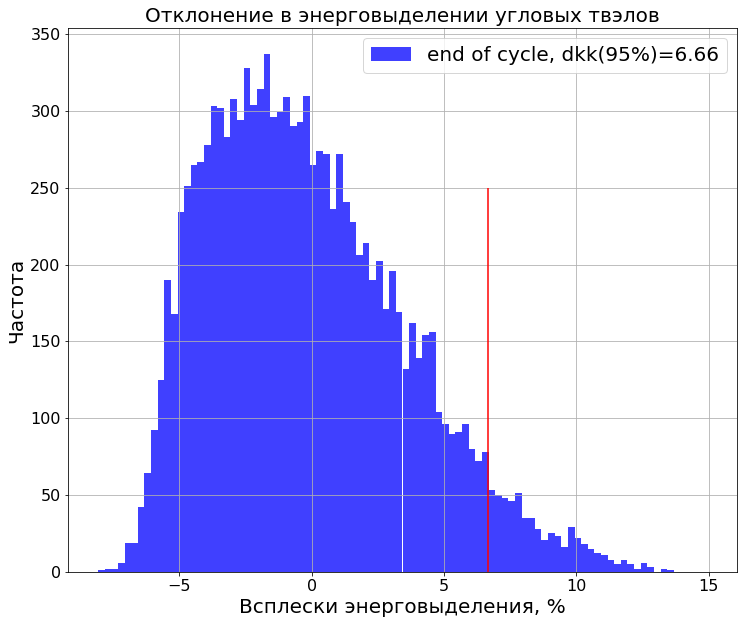 Отклонение в энерговыделении угловых твэлов
end of cycle, dkk(95%)=6.66
350
300
250
200
150
100
50
0
Частота
−5 0 5 10 15
Всплески энерговыделения, %